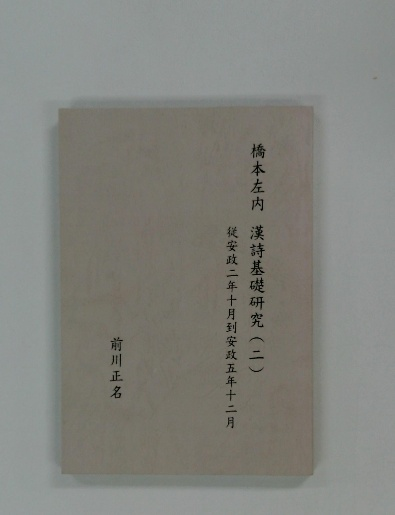 橋本左内 漢詩基礎研究(二)
從安政二年十月到安政五年十二月
前川正名